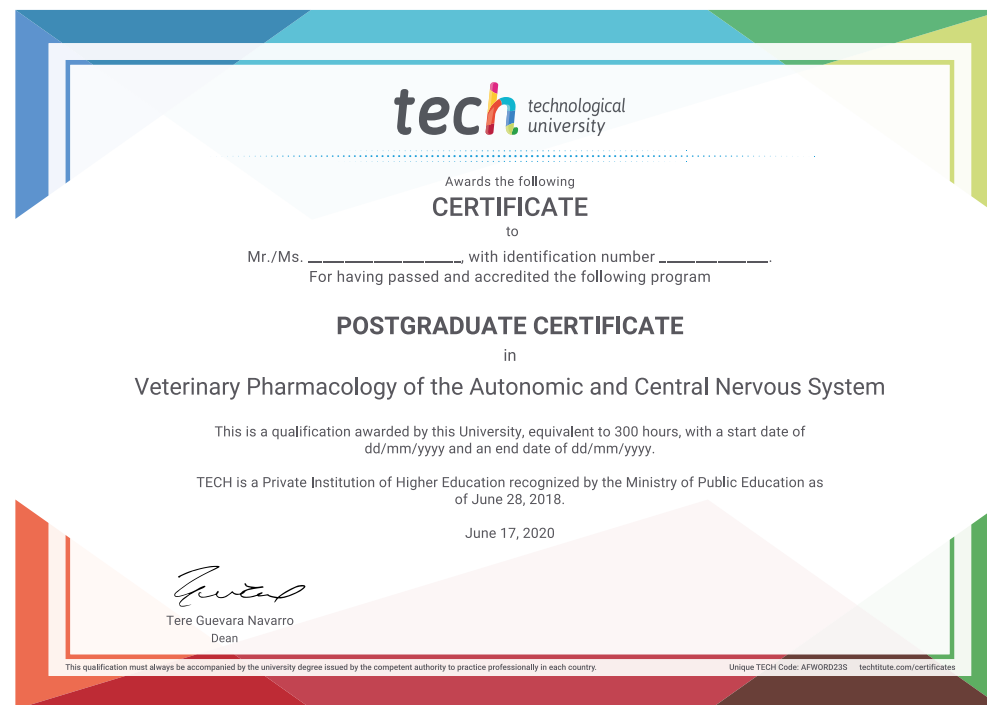 tech technological
university
Awards the following
CERTIFICATE
to
Mr./Ms. ____________________, with identification number ______________.
For having passed and accredited the following program
POSTGRADUATE CERTIFICATE
in
Veterinary Pharmacology of the Autonomic and Central Nervous System
This is a qualification awarded by this University, equivalent to 300 hours, with a start date of
dd/mm/yyyy and an end date of dd/mm/yyyy.
TECH is a Private Institution of Higher Education recognized by the Ministry of Public Education as
of June 28, 2018.
June 17, 2020
Tere Guevara Navarro
Dean
This qualification must always be accompanied by the university degree issued by the competent authority to practice professionally in each country.
Unique TECH Code: AFWORD23S techtitute.com/certificates